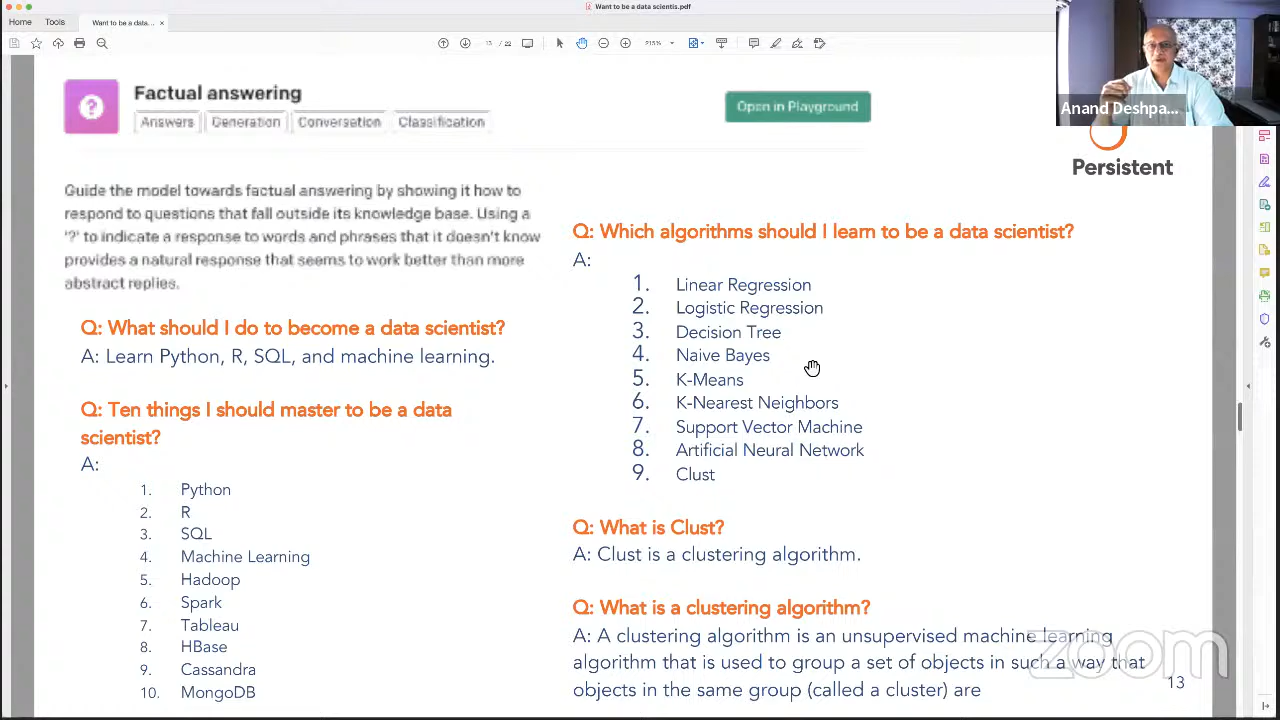 Want to be a data scientis.pdf
Home
Tools
Want to be a data... ×
13 / 22
215%
Factual answering
Answers Generation Conversation Classification
Open in Playground
Anand Deshpa...
Persistent
Guide the model towards factual answering by showing it how to
respond to questions that fall outside its knowledge base. Using a
'?' to indicate a response to words and phrases that it doesn't know
provides a natural response that seems to work better than more
abstract replies.
Q: What should I do to become a data scientist?
A: Learn Python, R, SQL, and machine learning.
Q: Ten things I should master to be a data
scientist?
A:
1. Python
2. R
3. SQL
4. Machine Learning
5. Hadoop
6. Spark
7. Tableau
8. HBase
9. Cassandra
10. MongoDB
Q: Which algorithms should I learn to be a data scientist?
A:
1. Linear Regression
2. Logistic Regression
3. Decision Tree
4. Naive Bayes
5. K-Means
6. K-Nearest Neighbors
7. Support Vector Machine
8. Artificial Neural Network
9. Clust
Q: What is Clust?
A: Clust is a clustering algorithm.
Q: What is a clustering algorithm?
A: A clustering algorithm is an unsupervised machine learning
algorithm that is used to group a set of objects in such a way that
objects in the same group (called a cluster) are
zoom
13